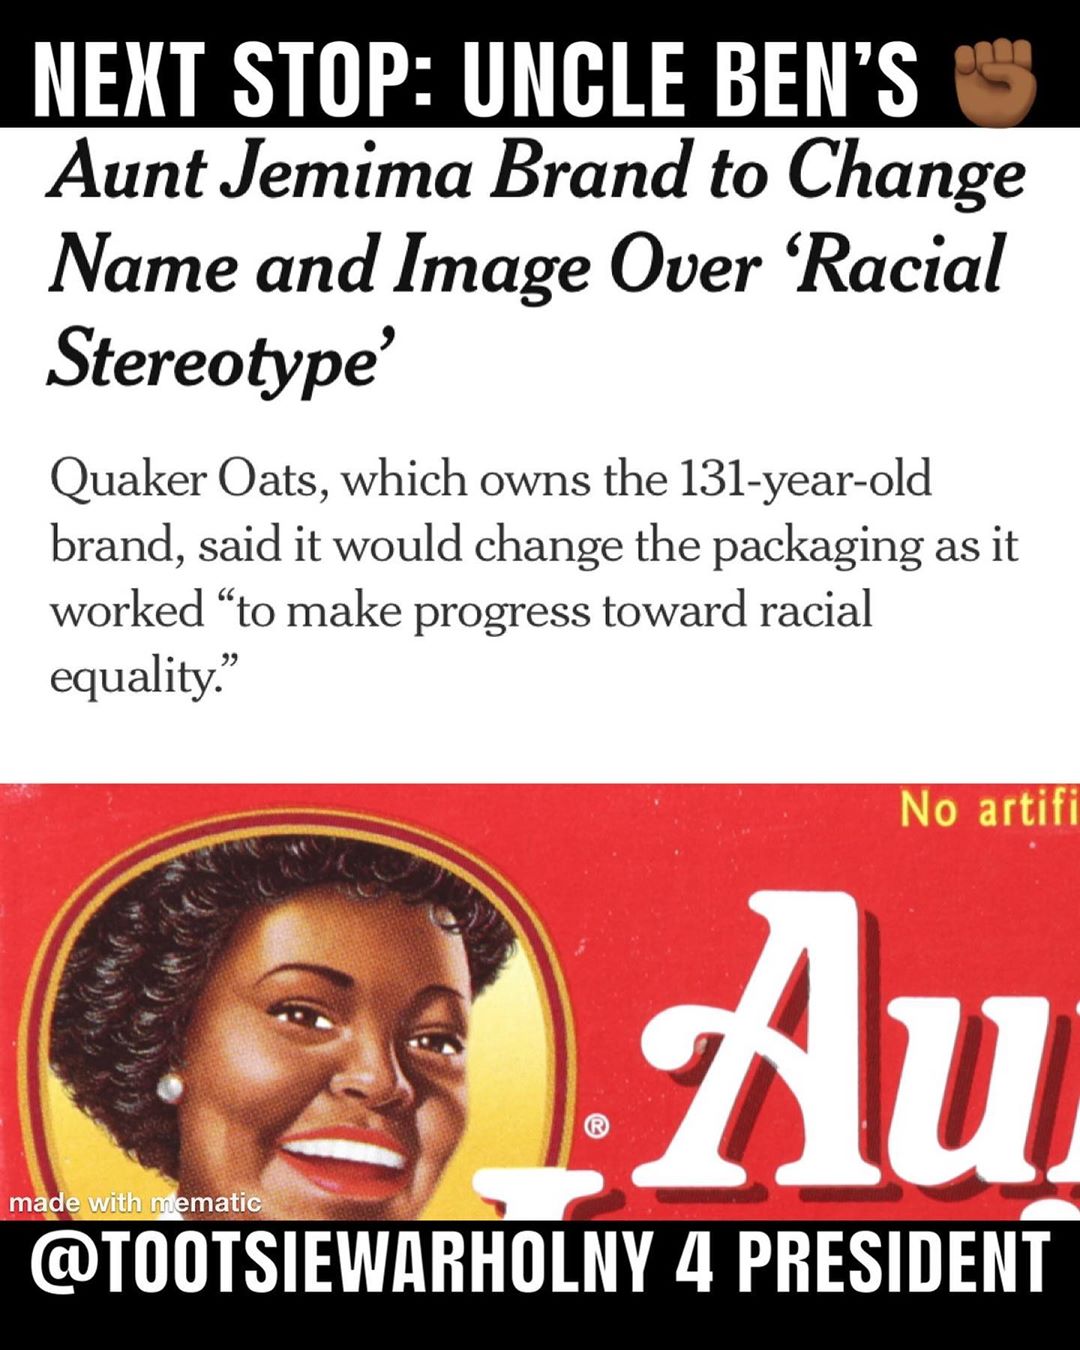 NEXT STOP: UNCLE BEN’S ✊🏾
Aunt Jemima Brand to Change
Name and Image Over ‘Racial
Stereotype’
Quaker Oats, which owns the 131-year-old
brand, said it would change the packaging as it
worked “to make progress toward racial
equality.”
No artifi
Au
®
made with mematic
@TOOTSIEWARHOLNY 4 PRESIDENT